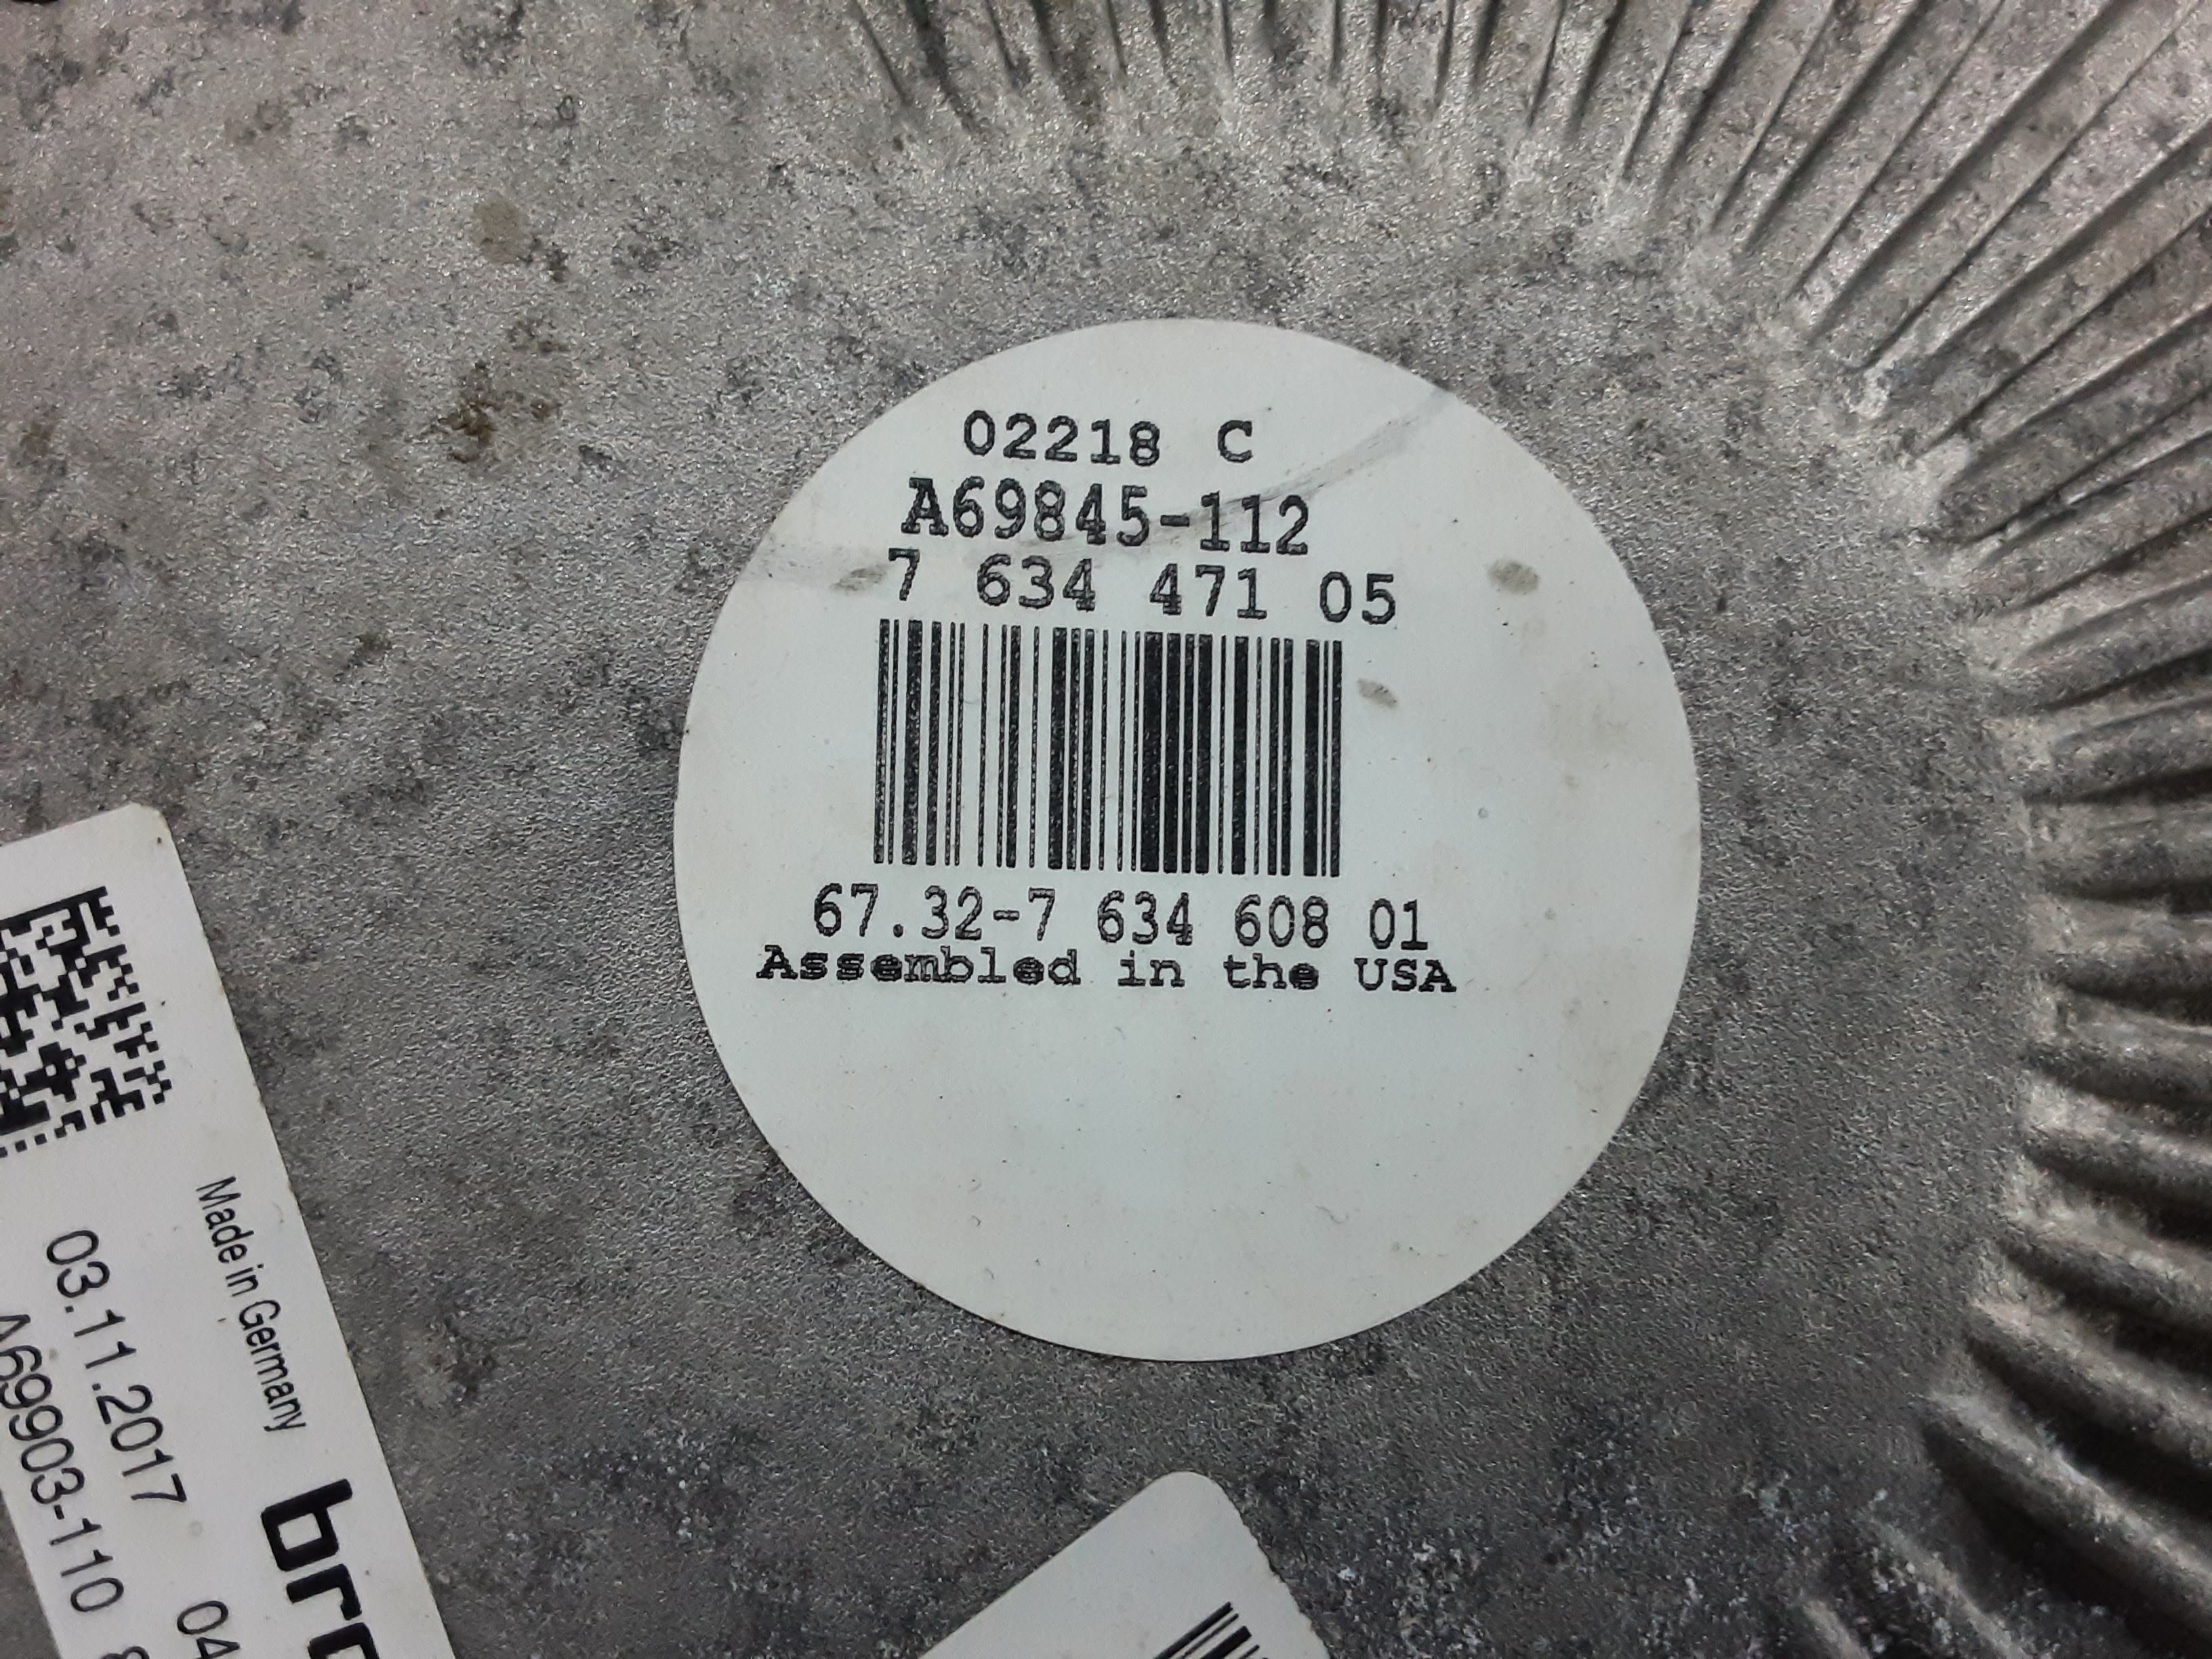 02218 C
A69845-112
7 634 471 05
67.32-7 634 608 01
Assembled in the USA
Made in Germany
03.11.2017 04
A69903-110